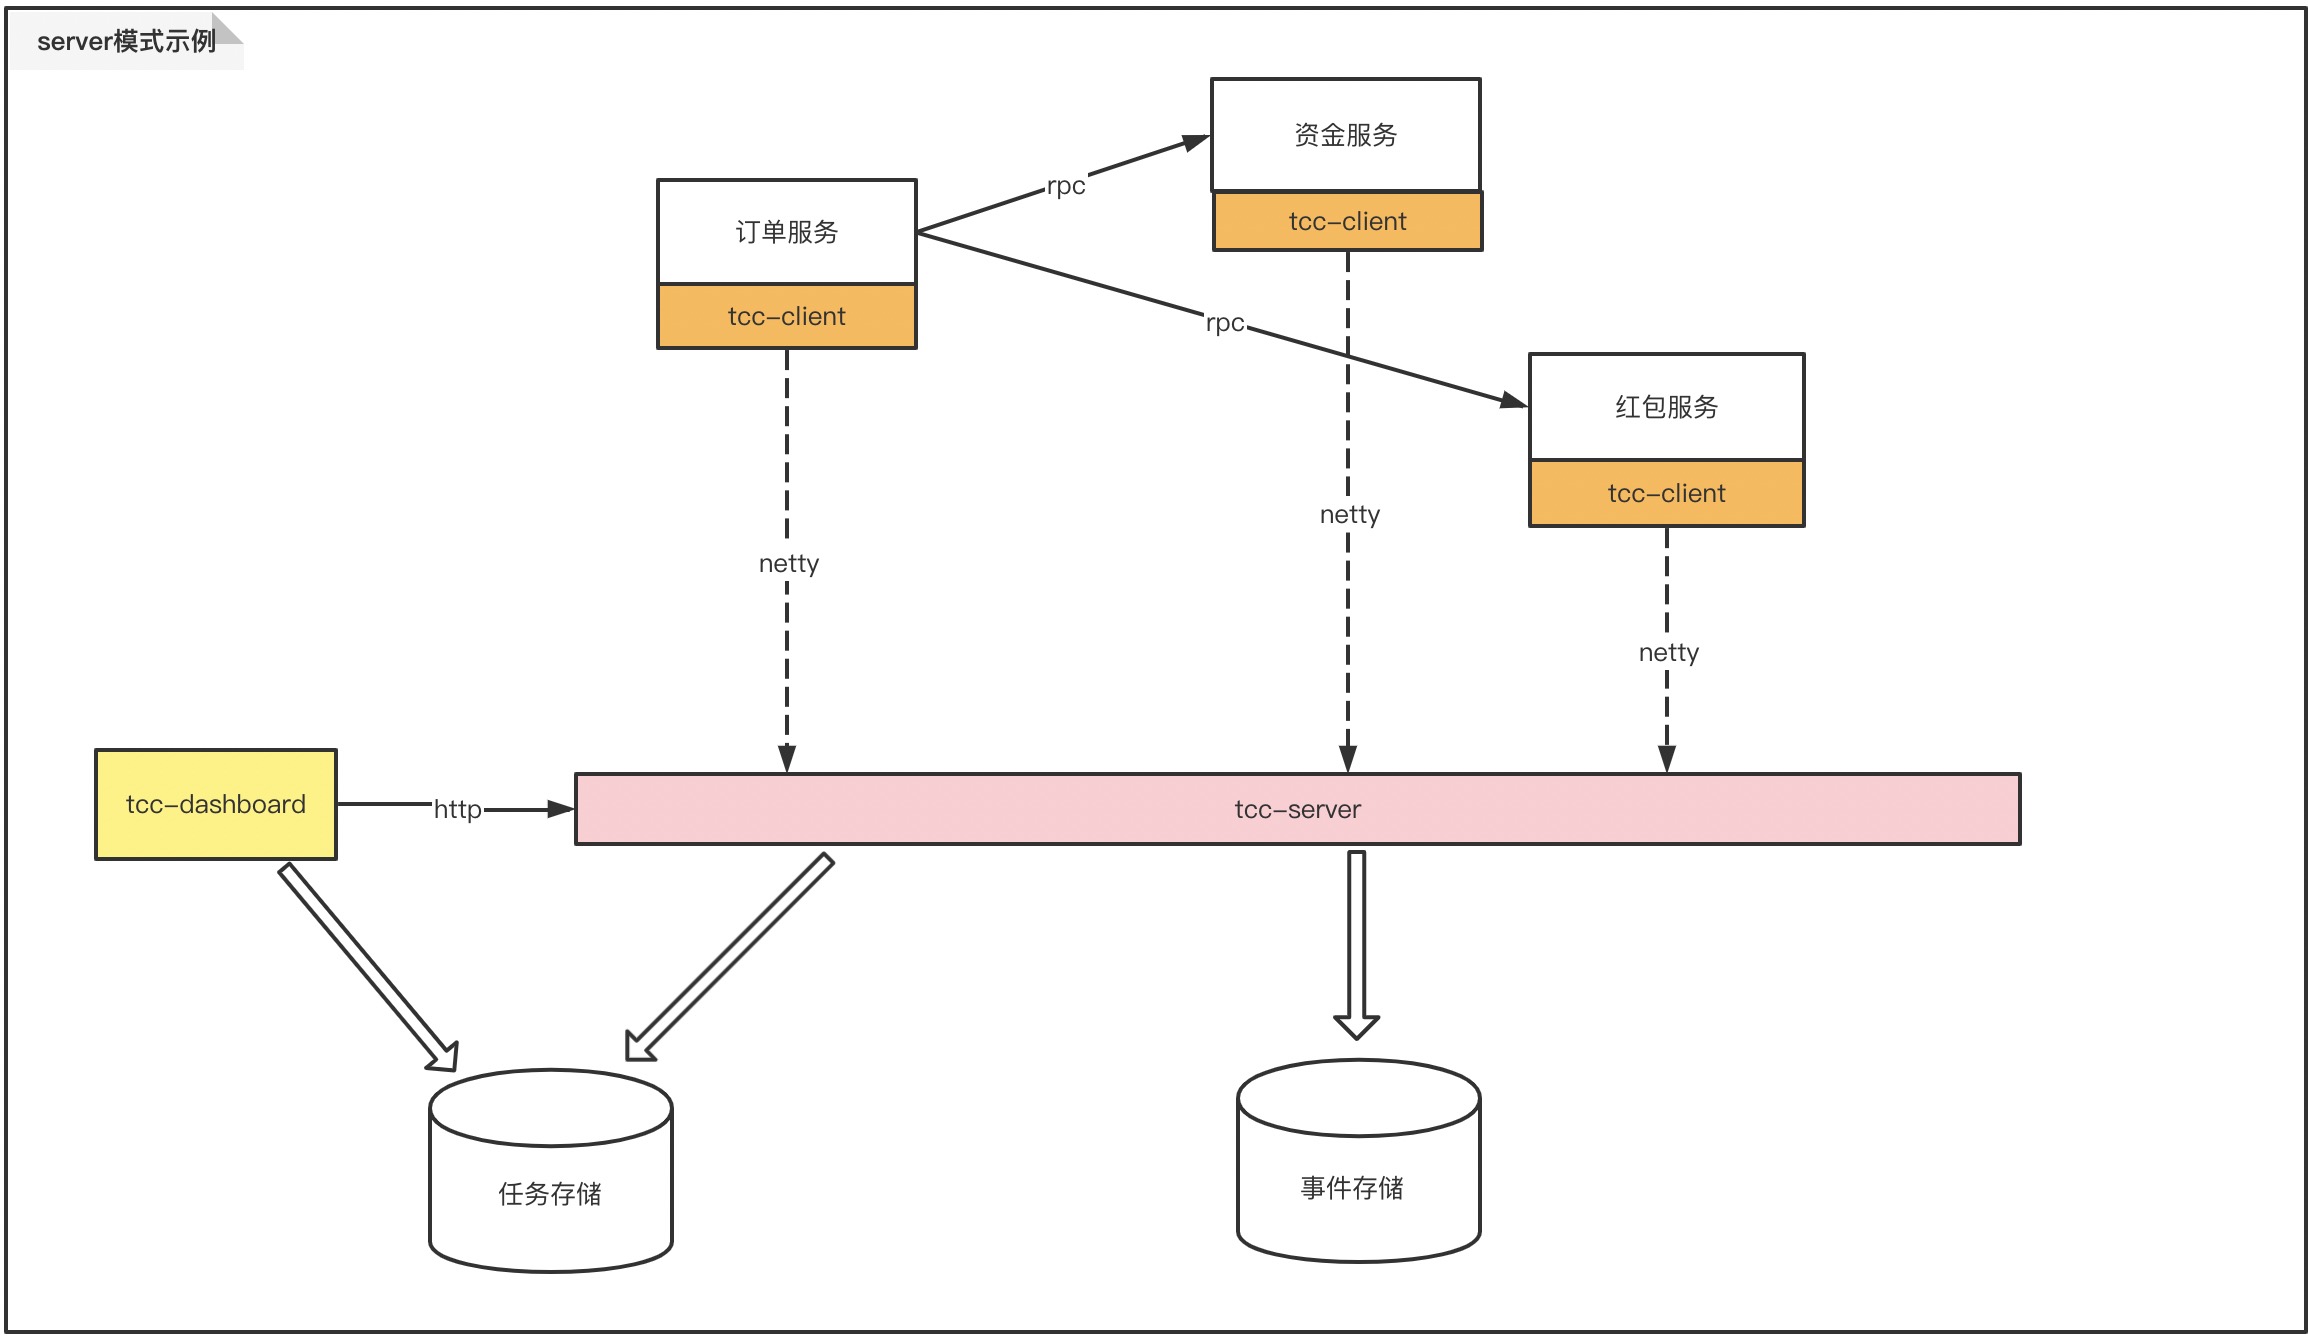 server模式示例
资金服务
tcc-client
rpc
订单服务
tcc-client
rpc
红包服务
tcc-client
netty
netty
netty
tcc-dashboard
http
tcc-server
任务存储
事件存储